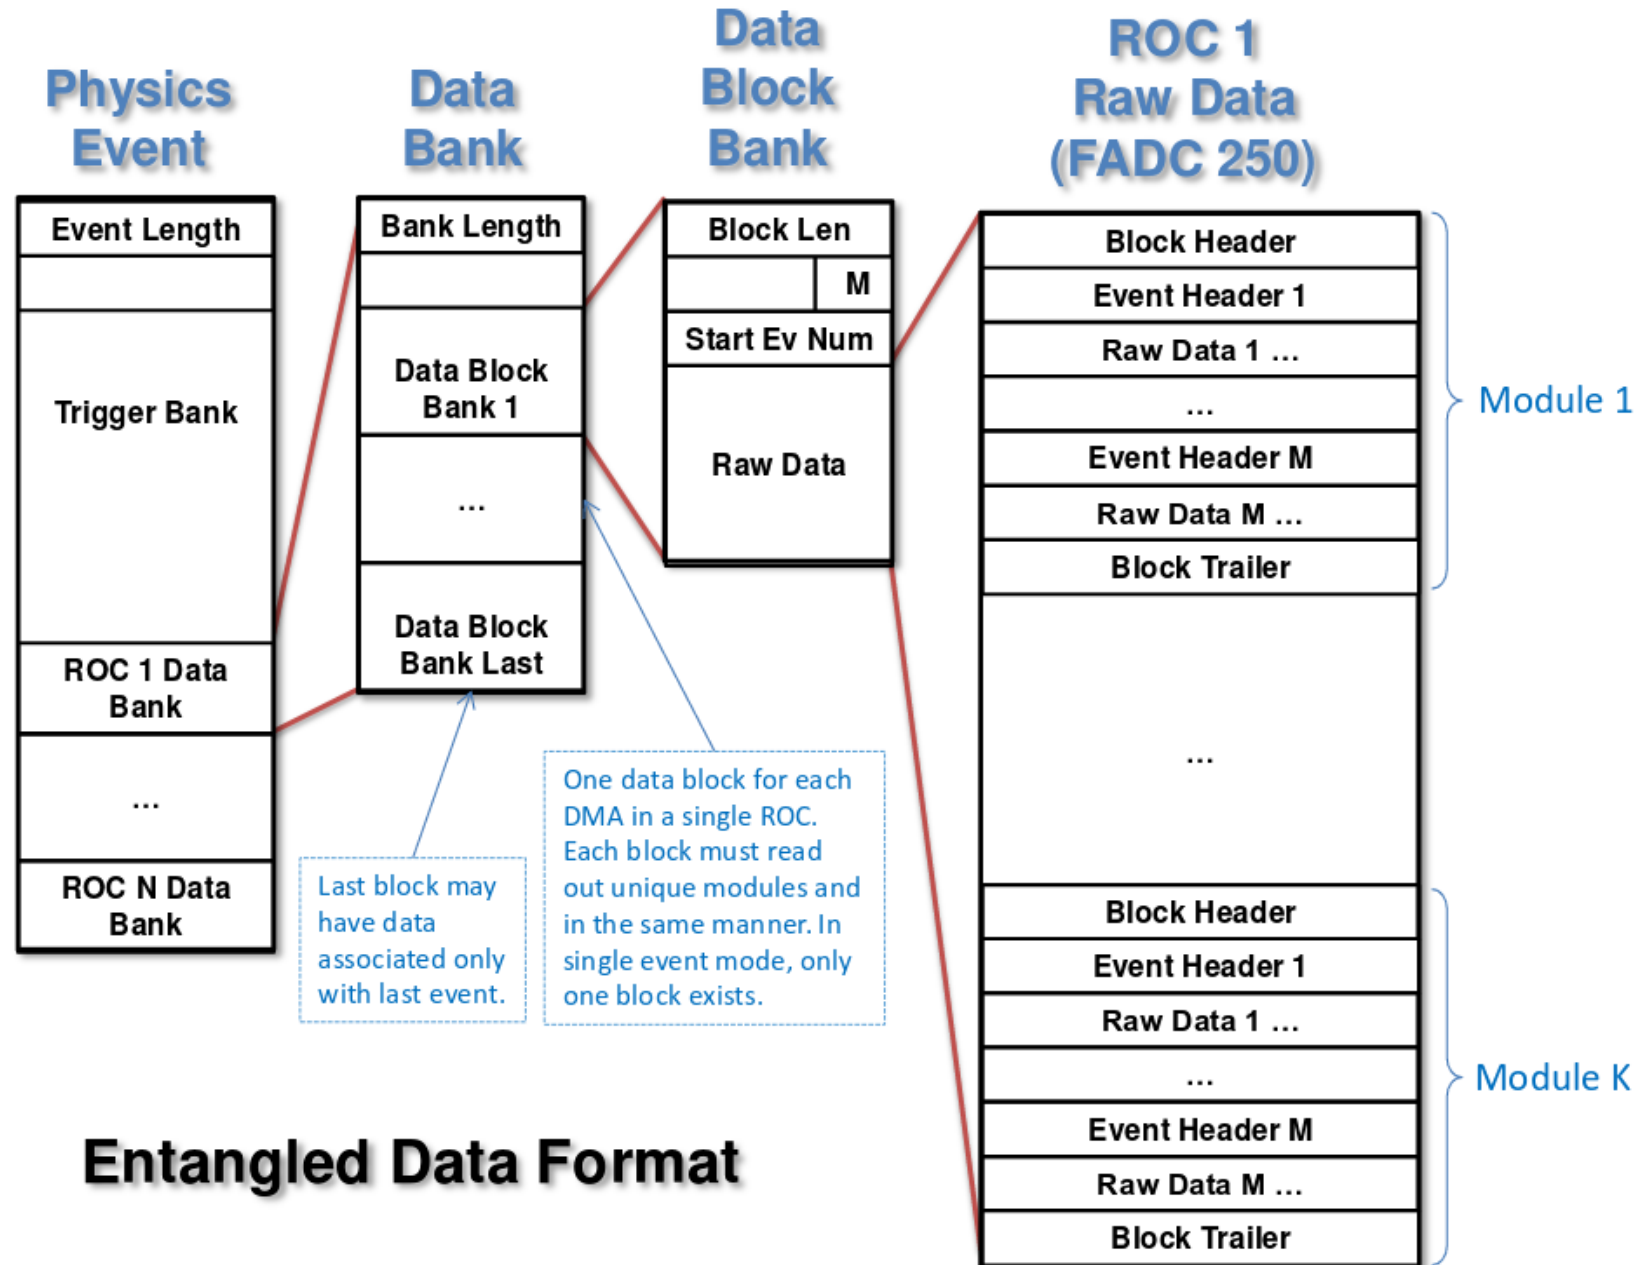 Physics
Event
Event Length
Trigger Bank
ROC 1 Data
Bank
...
ROC N Data
Bank
Data
Bank
Bank Length
Data Block
Bank 1
...
Data Block
Bank Last
Data
Block
Bank
Block Len
M
Start Ev Num
Raw Data
ROC 1
Raw Data
(FADC 250)
Block Header
Event Header 1
Raw Data 1 ...
...
Event Header M
Raw Data M ...
Block Trailer
Module 1
...
Block Header
Event Header 1
Raw Data 1 ...
...
Event Header M
Raw Data M ...
Block Trailer
Module K
Last block may
have data
associated only
with last event.
One data block for each
DMA in a single ROC.
Each block must read
out unique modules and
in the same manner. In
single event mode, only
one block exists.
Entangled Data Format